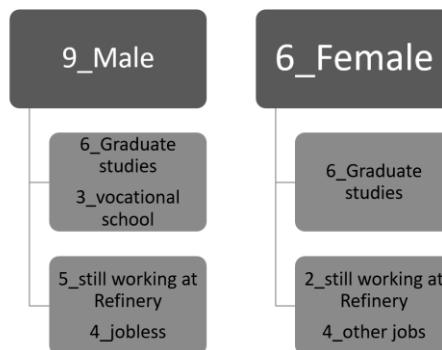 9_Male
6_Graduate
studies
3_vocational
school
5_still working at
Refinery
4_jobless
6_Female
6_Graduate
studies
2_still working at
Refinery
4_other jobs